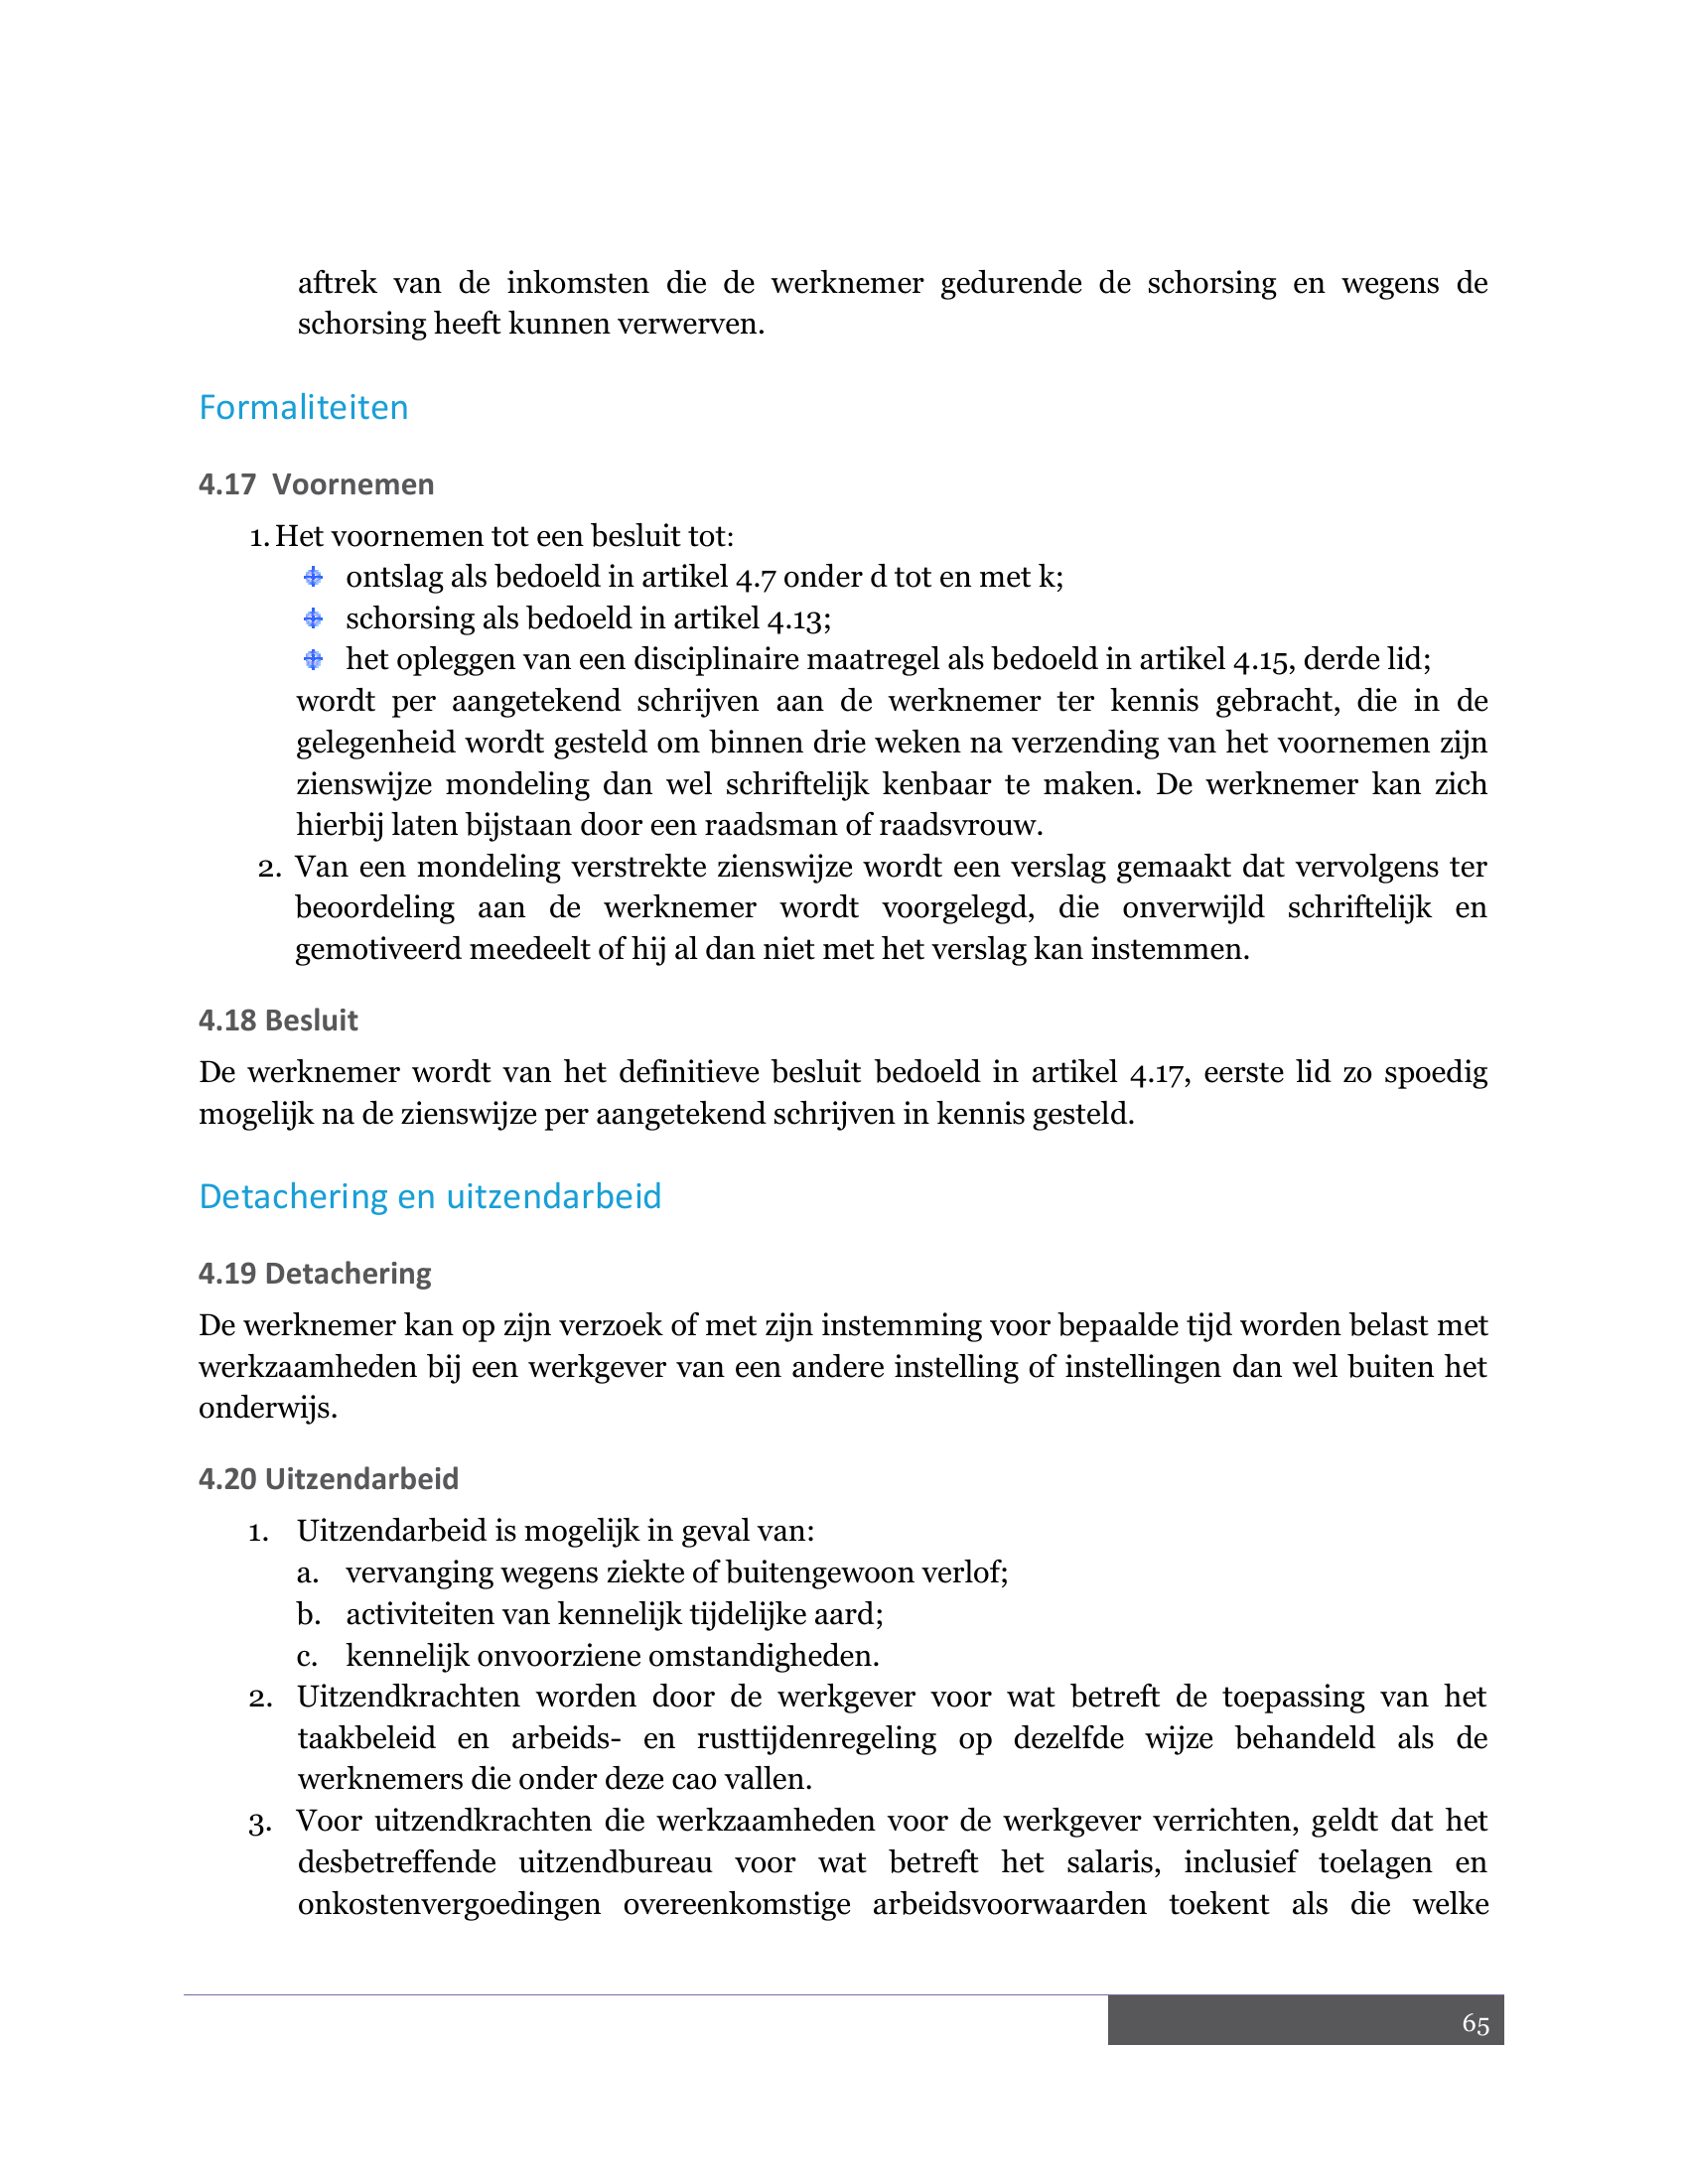 aftrek van de inkomsten die de werknemer gedurende de schorsing en wegens de
schorsing heeft kunnen verwerven.
Formaliteiten
4.17 Voornemen
1. Het voornemen tot een besluit tot:
ontslag als bedoeld in artikel 4.7 onder d tot en met k;
schorsing als bedoeld in artikel 4.13;
het opleggen van een disciplinaire maatregel als bedoeld in artikel 4.15, derde lid;
wordt per aangetekend schrijven aan de werknemer ter kennis gebracht, die in de
gelegenheid wordt gesteld om binnen drie weken na verzending van het voornemen zijn
zienswijze mondeling dan wel schriftelijk kenbaar te maken. De werknemer kan zich
hierbij laten bijstaan door een raadsman of raadsvrouw.
2. Van een mondeling verstrekte zienswijze wordt een verslag gemaakt dat vervolgens ter
beoordeling aan de werknemer wordt voorgelegd, die onverwijld schriftelijk en
gemotiveerd meedeelt of hij al dan niet met het verslag kan instemmen.
4.18 Besluit
De werknemer wordt van het definitieve besluit bedoeld in artikel 4.17, eerste lid zo spoedig
mogelijk na de zienswijze per aangetekend schrijven in kennis gesteld.
Detachering en uitzendarbeid
4.19 Detachering
De werknemer kan op zijn verzoek of met zijn instemming voor bepaalde tijd worden belast met
werkzaamheden bij een werkgever van een andere instelling of instellingen dan wel buiten het
onderwijs.
4.20 Uitzendarbeid
1. Uitzendarbeid is mogelijk in geval van:
a. vervanging wegens ziekte of buitengewoon verlof;
b. activiteiten van kennelijk tijdelijke aard;
c. kennelijk onvoorziene omstandigheden.
2. Uitzendkrachten worden door de werkgever voor wat betreft de toepassing van het
taakbeleid en arbeids- en rusttijdenregeling op dezelfde wijze behandeld als de
werknemers die onder deze cao vallen.
3. Voor uitzendkrachten die werkzaamheden voor de werkgever verrichten, geldt dat het
desbetreffende uitzendbureau voor wat betreft het salaris, inclusief toelagen en
onkostenvergoedingen overeenkomstige arbeidsvoorwaarden toekent als die welke
65